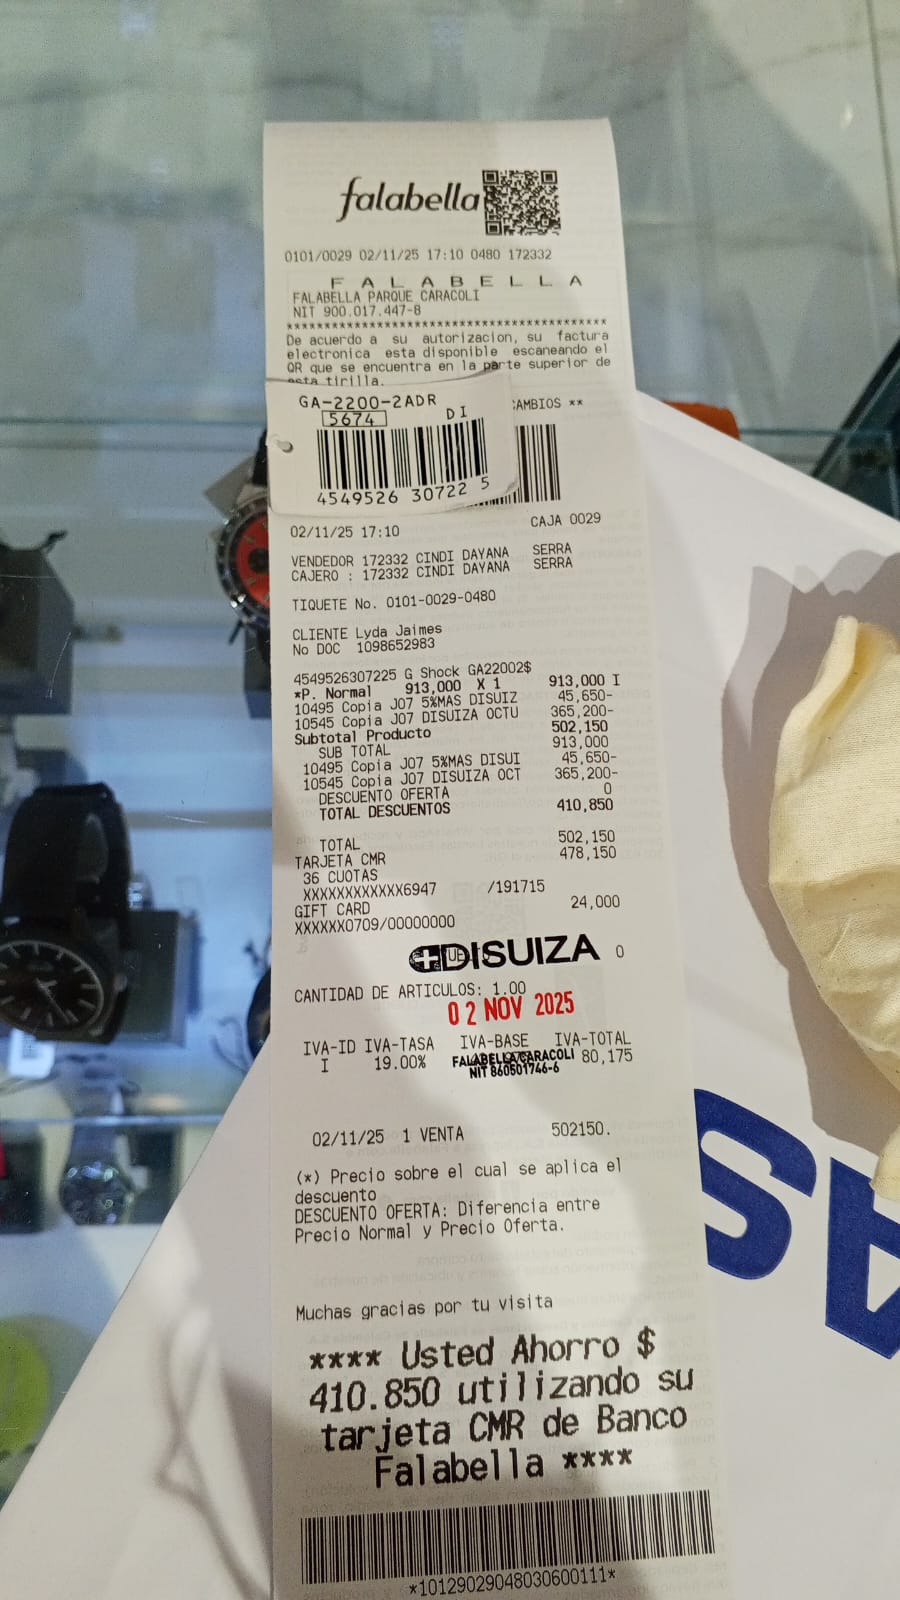 falabella
0101/0029 02/11/25 17:10 0480 172332
F A L A B E L L A
FALABELLA PARQUE CARACOLI
NIT 900.017.447-8
*******************************************
De acuerdo a su autorizacion, su factura
electronica esta disponible escaneando el
QR que se encuentra en la parte superior de
esta tirilla.
CAMBIOS **
GA-2200-2ADR
5674 DI
4549526 30722 5
02/11/25 17:10 CAJA 0029
VENDEDOR 172332 CINDI DAYANA SERRA
CAJERO : 172332 CINDI DAYANA SERRA
TIQUETE No. 0101-0029-0480
CLIENTE Lyda Jaimes
No DOC 1098652983
4549526307225 G Shock GA22002$
*P. Normal 913,000 X 1 913,000 I
10495 Copia J07 5%MAS DISUIZ 45,650-
10545 Copia J07 DISUIZA OCTU 365,200-
Subtotal Producto 502,150
SUB TOTAL 913,000
10495 Copia J07 5%MAS DISUI 45,650-
10545 Copia J07 DISUIZA OCT 365,200-
DESCUENTO OFERTA 0
TOTAL DESCUENTOS 410,850
TOTAL 502,150
TARJETA CMR 478,150
36 CUOTAS
XXXXXXXXXXXX6947 /191715
GIFT CARD 24,000
XXXXXX0709/00000000
DISUIZA 0
CANTIDAD DE ARTICULOS: 1.00
02 NOV 2025
IVA-ID IVA-TASA IVA-BASE IVA-TOTAL
I 19.00% 80,175
FALABELLA/CARACOLI
NIT 860501746-6
02/11/25 1 VENTA 502150.
(*) Precio sobre el cual se aplica el
descuento
DESCUENTO OFERTA: Diferencia entre
Precio Normal y Precio Oferta.
Muchas gracias por tu visita
**** Usted Ahorro $
410.850 utilizando su
tarjeta CMR de Banco
Falabella ****
*10129029048030600111*
SA